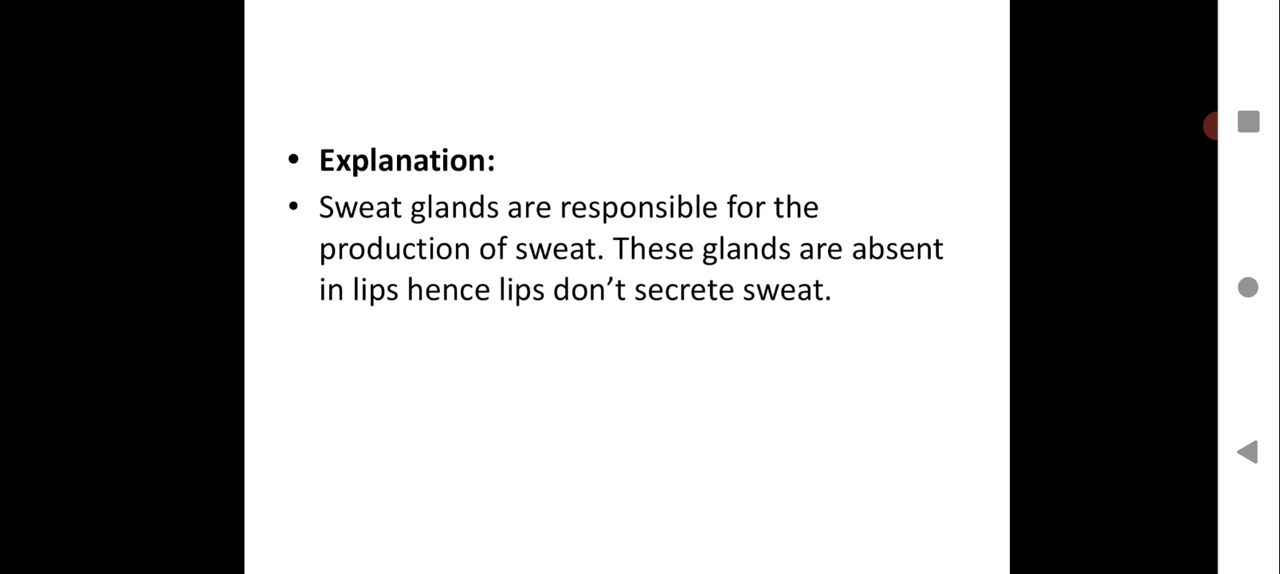 • Explanation:
• Sweat glands are responsible for the
production of sweat. These glands are absent
in lips hence lips don’t secrete sweat.